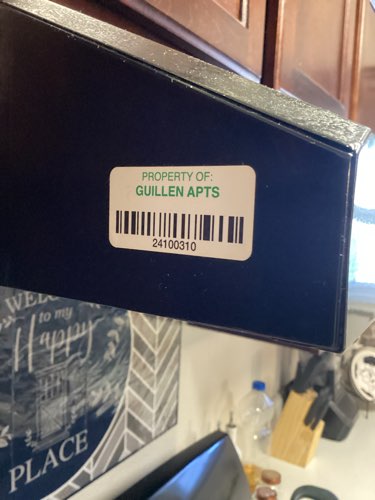 PROPERTY OF:
GUILLEN APTS
24100310
to my
Happy
PLACE